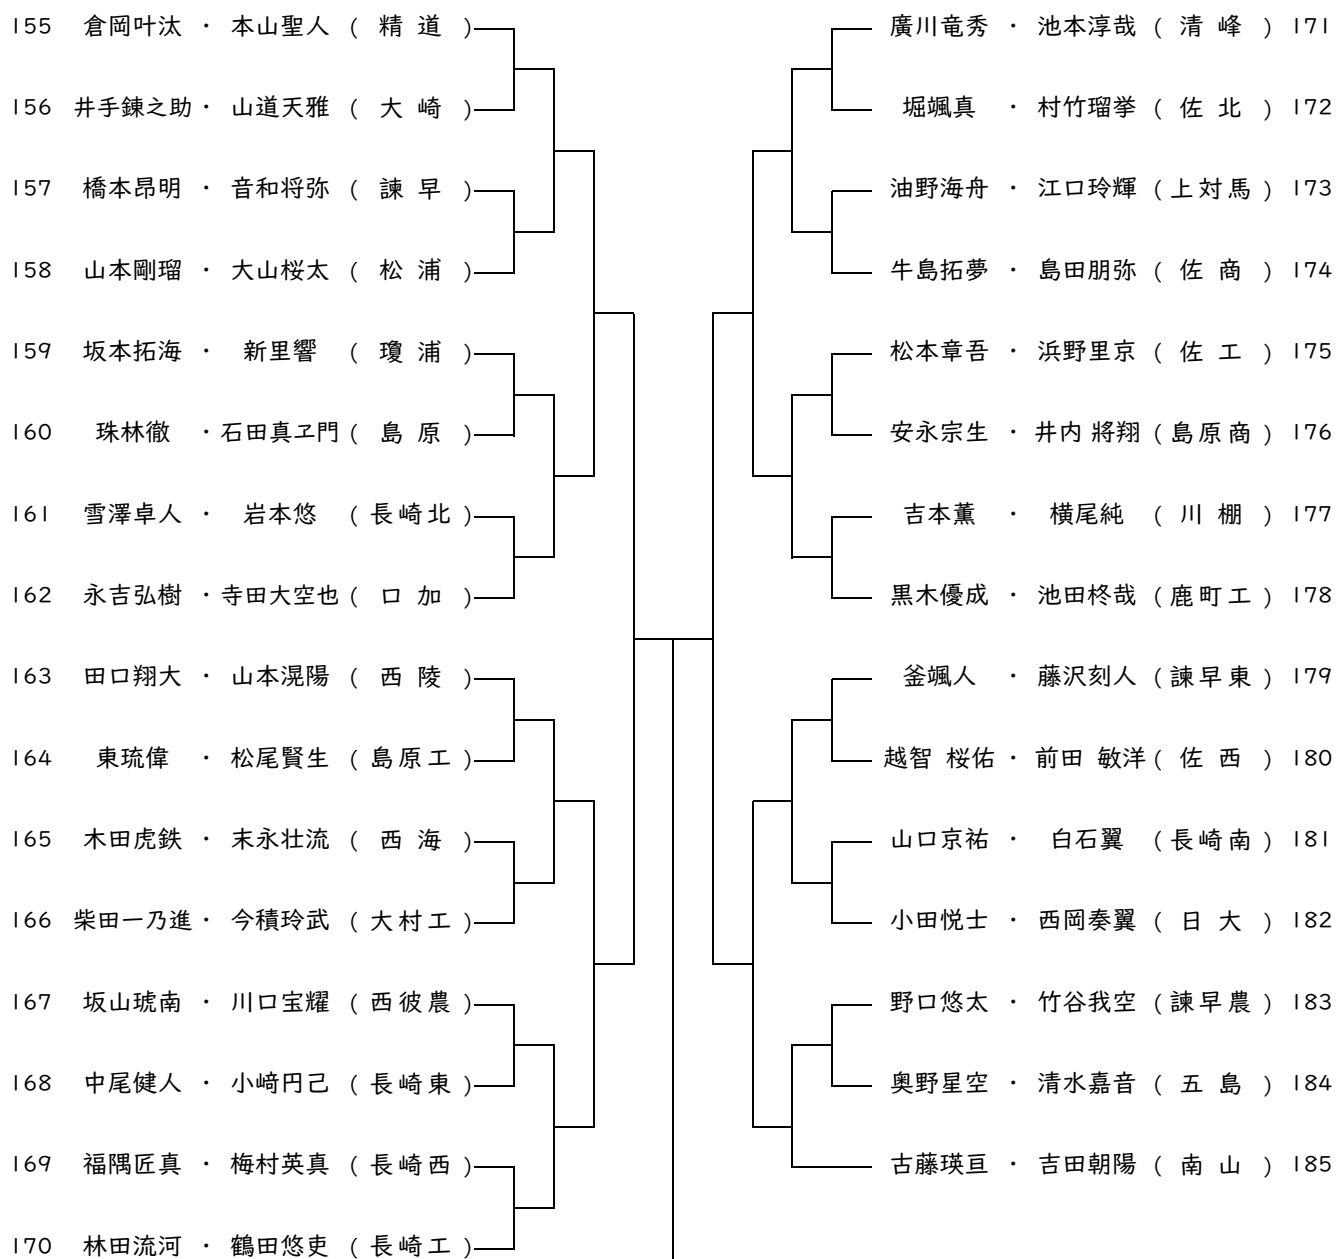 155 倉岡叶汰 ・ 本山聖人 ( 精 道 )
156 井手錬之助 ・ 山道天雅 ( 大 崎 )
157 橋本昂明 ・ 音和将弥 ( 諫 早 )
158 山本剛瑠 ・ 大山桜太 ( 松 浦 )
159 坂本拓海 ・ 新里響 ( 瓊 浦 )
160 珠林徹 ・ 石田真ヱ門 ( 島 原 )
161 雪澤卓人 ・ 岩本悠 ( 長崎北 )
162 永吉弘樹 ・ 寺田大空也 ( 口 加 )
163 田口翔大 ・ 山本滉陽 ( 西 陵 )
164 東琉偉 ・ 松尾賢生 ( 島原工 )
165 木田虎鉄 ・ 末永壮流 ( 西 海 )
166 柴田一乃進 ・ 今積玲武 ( 大村工 )
167 坂山琥南 ・ 川口宝耀 ( 西彼農 )
168 中尾健人 ・ 小﨑円己 ( 長崎東 )
169 福隅匠真 ・ 梅村英真 ( 長崎西 )
170 林田流河 ・ 鶴田悠吏 ( 長崎工 )
廣川竜秀 ・ 池本淳哉 ( 清 峰 ) 171
堀颯真 ・ 村竹瑠挙 ( 佐 北 ) 172
油野海舟 ・ 江口玲輝 ( 上対馬 ) 173
牛島拓夢 ・ 島田朋弥 ( 佐 商 ) 174
松本章吾 ・ 浜野里京 ( 佐 工 ) 175
安永宗生 ・ 井内 將翔 ( 島原商 ) 176
吉本薫 ・ 横尾純 ( 川 棚 ) 177
黒木優成 ・ 池田柊哉 ( 鹿町工 ) 178
釜颯人 ・ 藤沢刻人 ( 諫早東 ) 179
越智 桜佑 ・ 前田 敏洋 ( 佐 西 ) 180
山口京祐 ・ 白石翼 ( 長崎南 ) 181
小田悦士 ・ 西岡奏翼 ( 日 大 ) 182
野口悠太 ・ 竹谷我空 ( 諫早農 ) 183
奥野星空 ・ 清水嘉音 ( 五 島 ) 184
古藤瑛亘 ・ 吉田朝陽 ( 南 山 ) 185